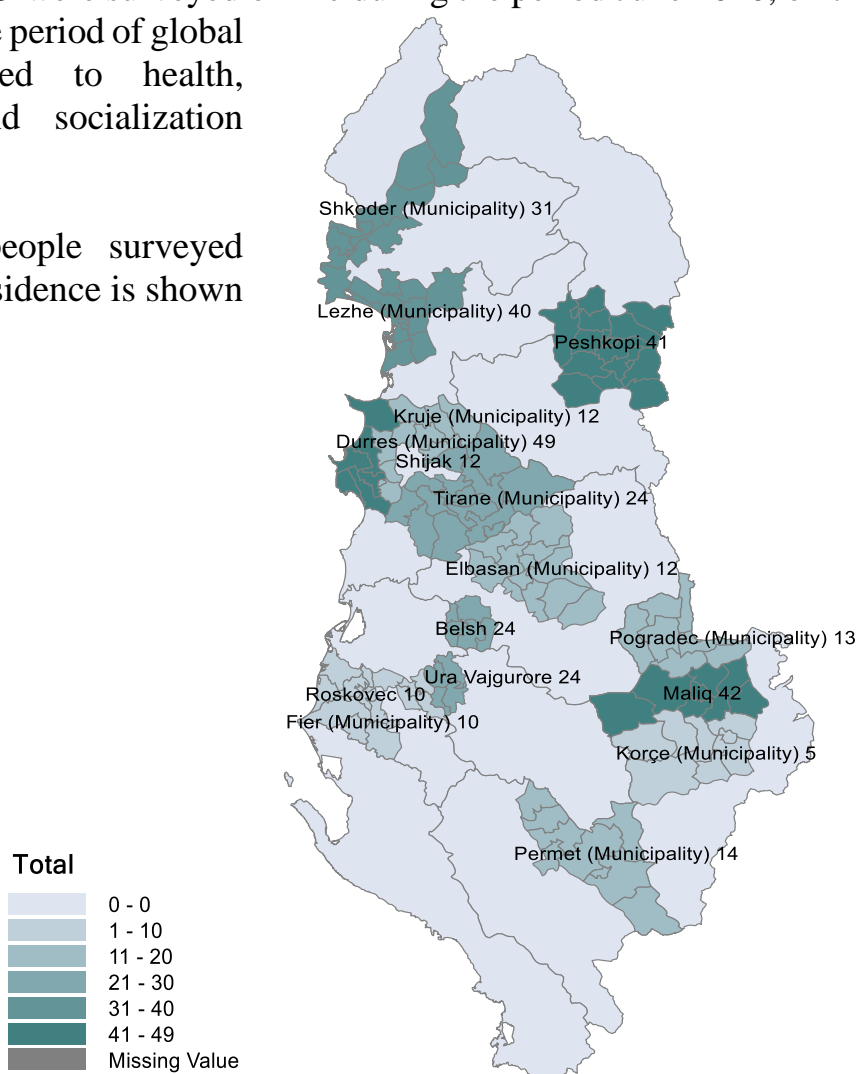 e period of global
ed to health,
d socialization
people surveyed
sidence is shown
Shkoder (Municipality) 31
Lezhe (Municipality) 40
Peshkopi 41
Kruje (Municipality) 12
Durres (Municipality) 49
Shijak 12
Tirane (Municipality) 24
Elbasan (Municipality) 12
Belsh 24
Pogradec (Municipality) 13
Ura Vajgurore 24
Roskovec 10
Maliq 42
Fier (Municipality) 10
Korçe (Municipality) 5
Permet (Municipality) 14
Total
0 - 0
1 - 10
11 - 20
21 - 30
31 - 40
41 - 49
Missing Value